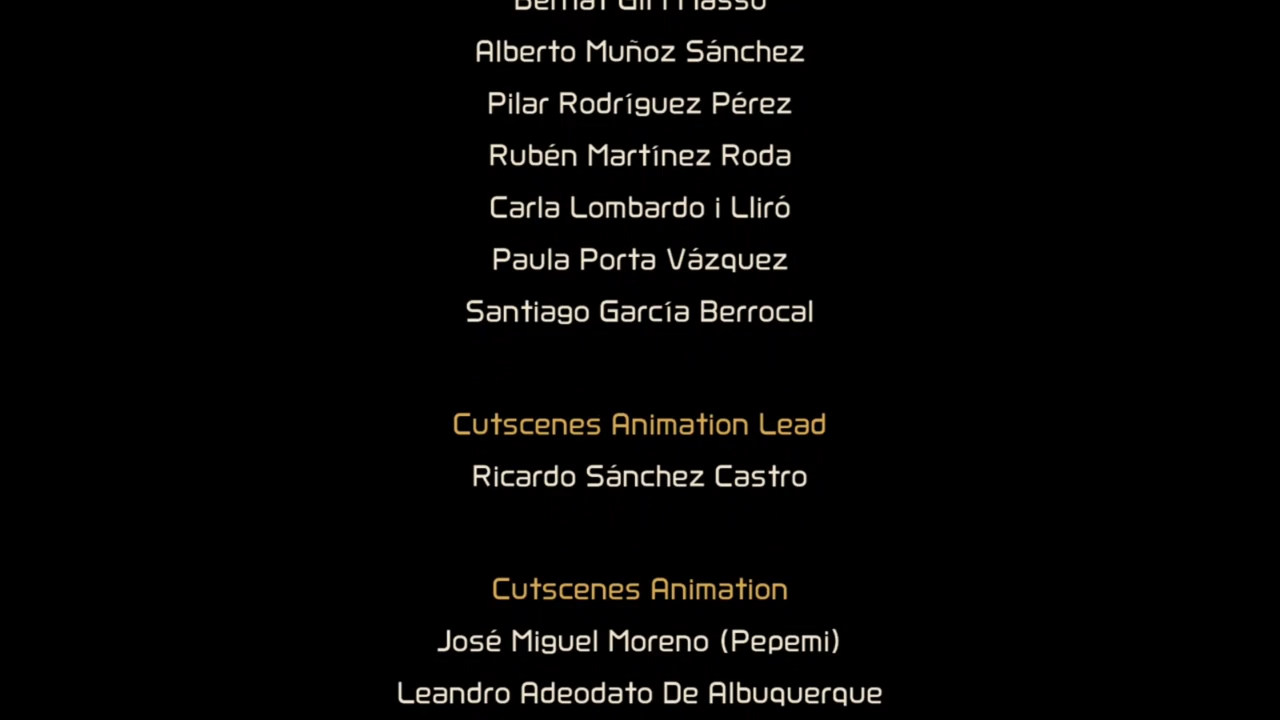 Alberto Muñoz Sánchez
Pilar Rodríguez Pérez
Rubén Martínez Roda
Carla Lombardo i Lliró
Paula Porta Vázquez
Santiago García Berrocal
Cutscenes Animation Lead
Ricardo Sánchez Castro
Cutscenes Animation
José Miguel Moreno (Pepemi)
Leandro Adeodato De Albuquerque